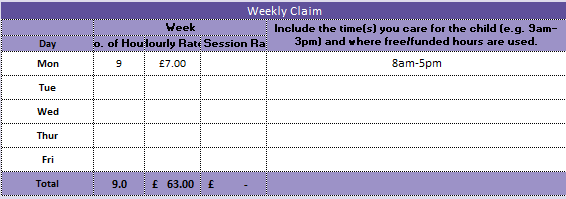 Weekly Claim
Week
Include the time(s) you care for the child (e.g. 9am-
3pm) and where free/funded hours are used.
Day o. of Hou Hourly Rate Session Ra
Mon 9 £7.00 8am-5pm
Tue
Wed
Thur
Fri
Total 9.0 £ 63.00 £ -